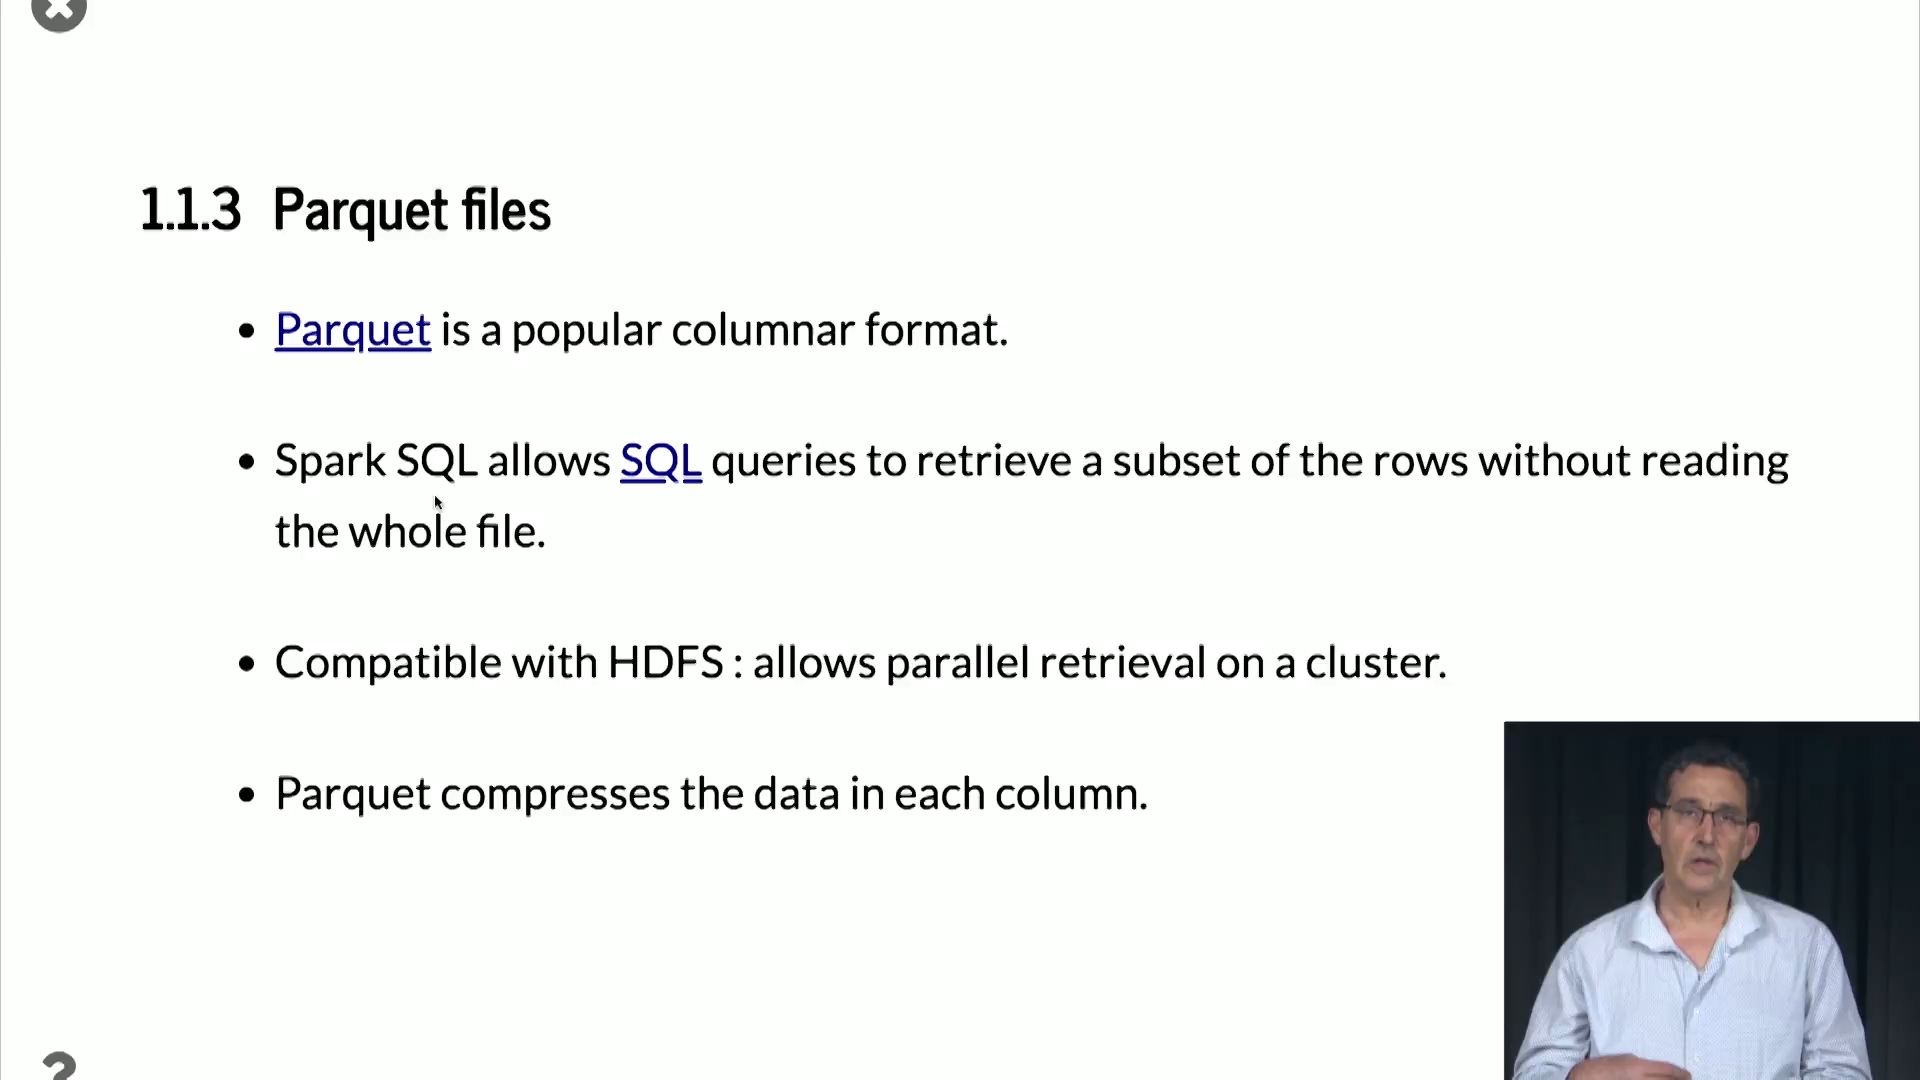 1.1.3 Parquet files
• Parquet is a popular columnar format.
• Spark SQL allows SQL queries to retrieve a subset of the rows without reading
the whole file.
• Compatible with HDFS : allows parallel retrieval on a cluster.
• Parquet compresses the data in each column.
?